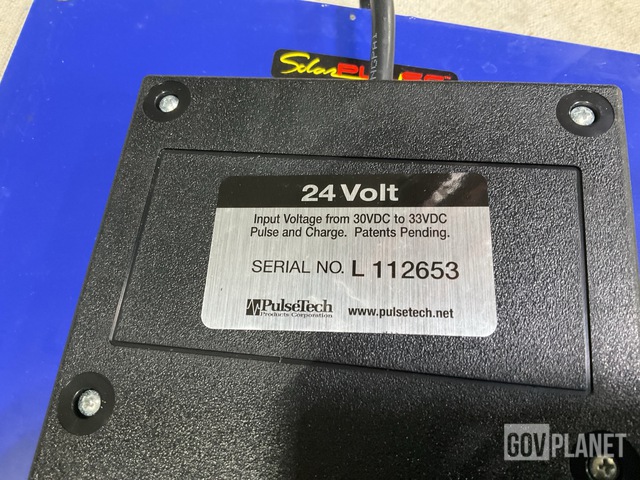 Solar
24 Volt
Input Voltage from 30VDC to 33VDC
Pulse and Charge. Patents Pending.
SERIAL NO. L 112653
PulseTech
Products Corporation
www.pulsetech.net
GOVPLANET